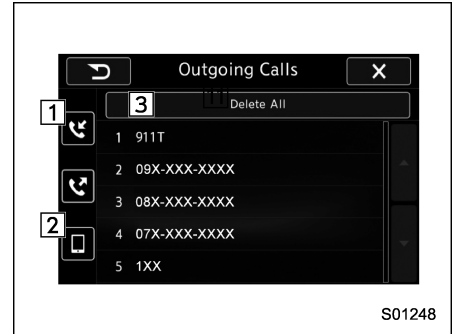 Outgoing Calls
X
1
3
Delete All
1 911T
2 09X-XXX-XXXX
3 08X-XXX-XXXX
2
4 07X-XXX-XXXX
5 1XX
S01248